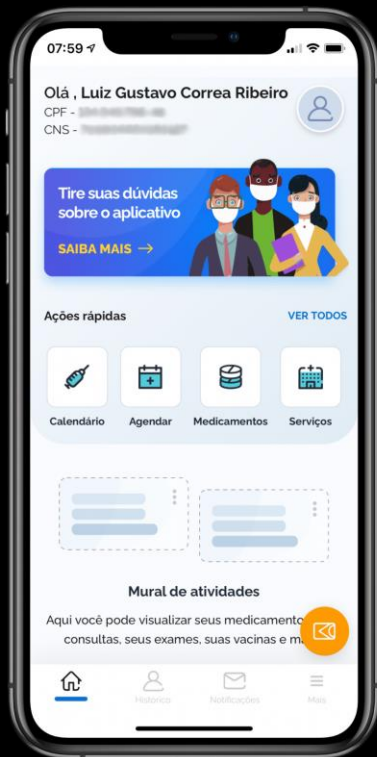 07:59
Olá , Luiz Gustavo Correa Ribeiro
CPF -
CNS -
Tire suas dúvidas
sobre o aplicativo
SAIBA MAIS →
Ações rápidas
VER TODOS
Calendário
Agendar
Medicamentos
Serviços
Mural de atividades
Aqui você pode visualizar seus
consultas, seus exames, suas vacinas e
Historico
Notificações
Mais